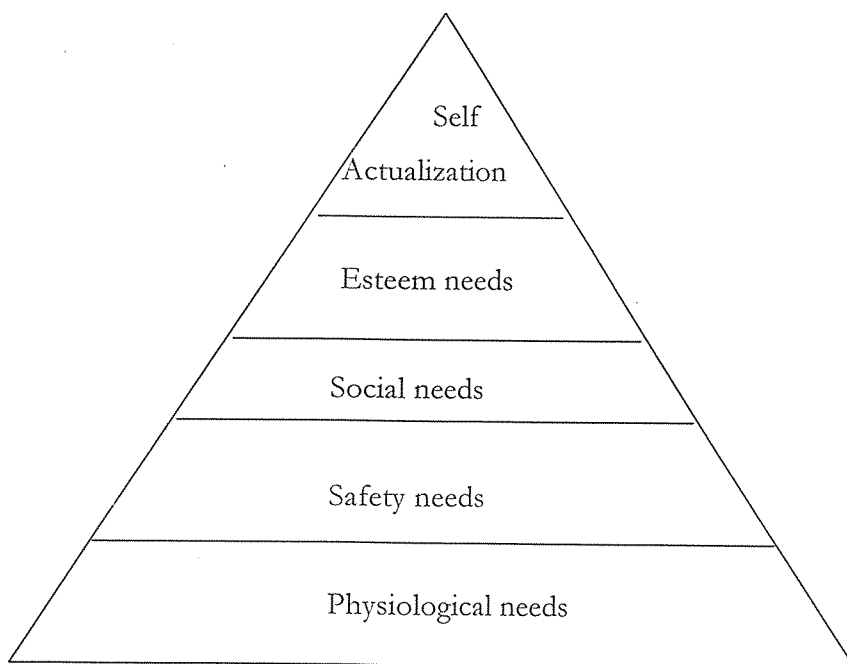 Self
Actualization
Esteem needs
Social needs
Safety needs
Physiological needs